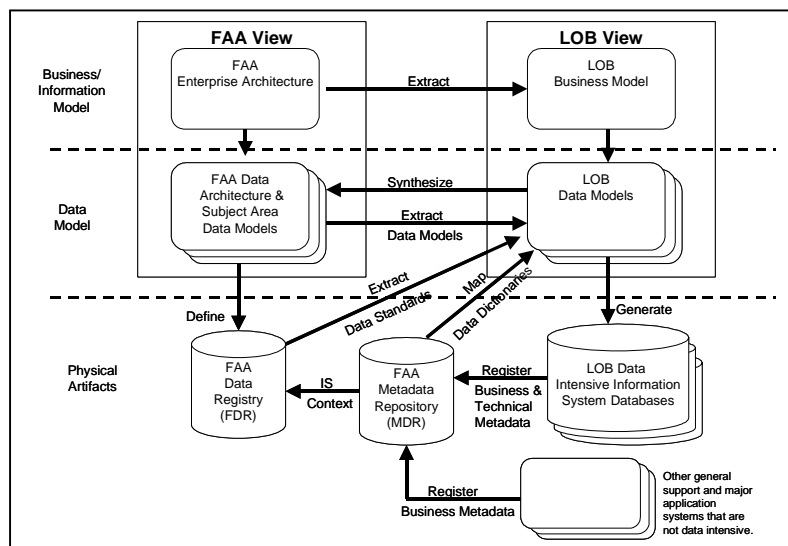 FAA View
LOB View
Business/
Information
Model
FAA
Enterprise Architecture
Extract
LOB
Business Model
Data
Model
FAA Data
Architecture &
Subject Area
Data Models
Synthesize
Extract
Data Models
LOB
Data Models
Define
Extract
Data Standards
Map
Data Dictionaries
Generate
Physical
Artifacts
FAA
Data
Registry
(FDR)
IS
Context
FAA
Metadata
Repository
(MDR)
Register
Business &
Technical
Metadata
LOB Data
Intensive Information
System Databases
Register
Business Metadata
Other general
support and major
application
systems that are
not data intensive.